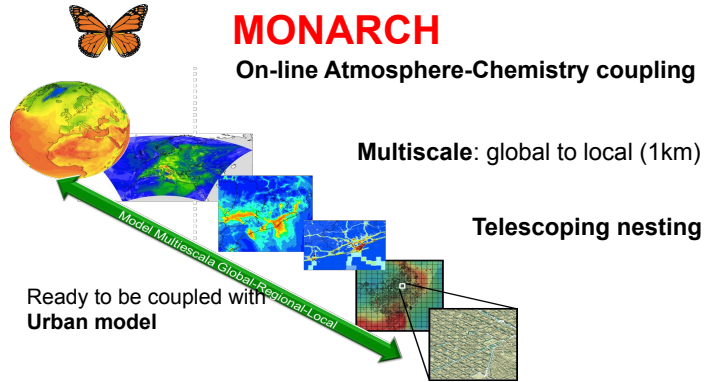 MONARCH
On-line Atmosphere-Chemistry coupling
Multiscale: global to local (1km)
Telescoping nesting
Model Multiescala Global-Regional-Local
Ready to be coupled with
Urban model